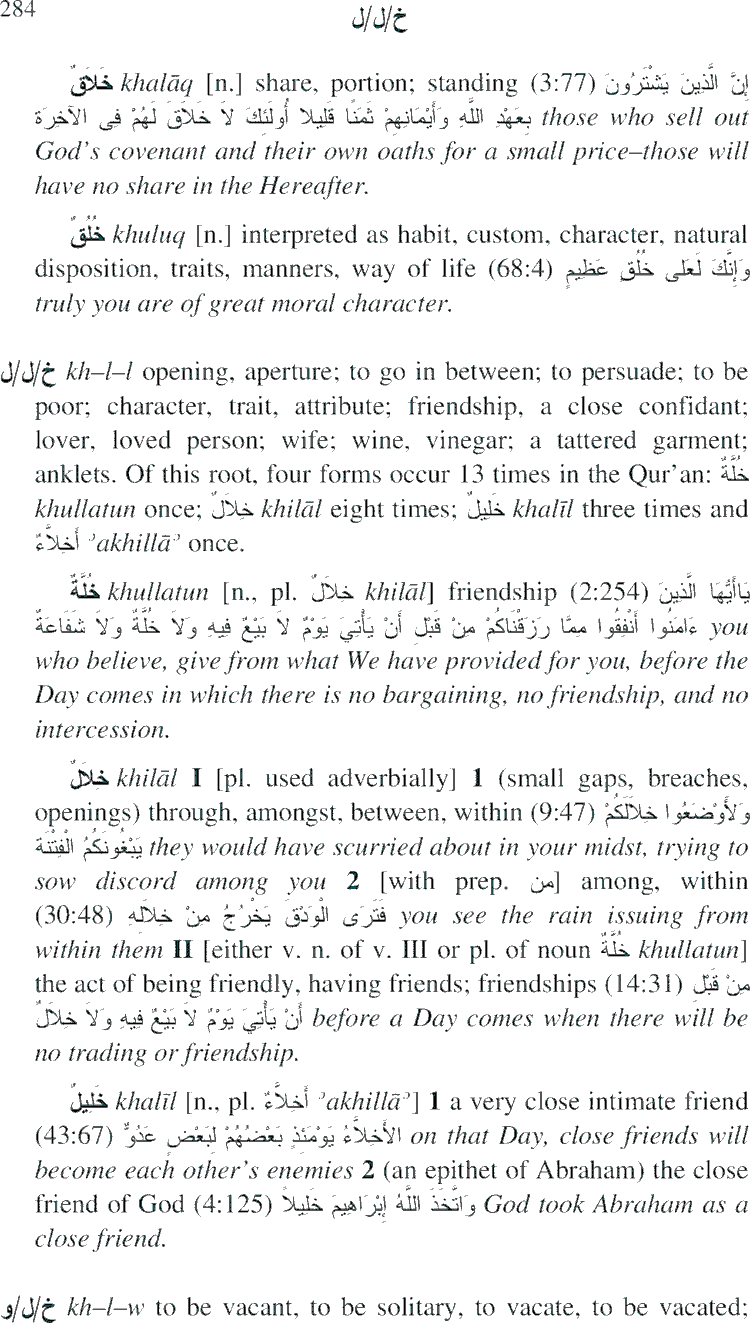 284
خ/ل/ل
خَلَاقٌ khalāq [n.] share, portion; standing (3:77) إِنَّ الَّذِينَ يَشْتَرُونَ
بِعَهْدِ اللَّهِ وَأَيْمَانِهِمْ ثَمَنًا قَلِيلا أُولَئِكَ لاَ خَلاَقَ لَهُمْ فِى الآخِرَة those who sell out
God's covenant and their own oaths for a small price–those will
have no share in the Hereafter.
خُلُقٌ khuluq [n.] interpreted as habit, custom, character, natural
disposition, traits, manners, way of life (68:4) وَإِنَّكَ لَعَلى خُلُقٍ عَظِيمٍ
truly you are of great moral character.
خ/ل/ل kh–l–l opening, aperture; to go in between; to persuade; to be
poor; character, trait, attribute; friendship, a close confidant;
lover, loved person; wife; wine, vinegar; a tattered garment;
anklets. Of this root, four forms occur 13 times in the Qur'an: خُلَّةٌ
khullatun once; خِلاَلٌ khilāl eight times; خَلِيلٌ khalīl three times and
أَخِلاَّءٌ ʾakhillāʾ once.
خُلَّةٌ khullatun [n., pl. خِلاَلٌ khilāl] friendship (2:254) يَاأَيُّهَا الَّذِينَ
ءَامَنُوا أَنْفِقُوا مِمَّا رَزَقْنَاكُمْ مِنْ قَبْلِ أَنْ يَأْتِيَ يَوْمٌ لاَ بَيْعٌ فِيهِ وَلاَ خُلَّةٌ وَلاَ شَفَاعَةٌ you
who believe, give from what We have provided for you, before the
Day comes in which there is no bargaining, no friendship, and no
intercession.
خِلاَلٌ khilāl I [pl. used adverbially] 1 (small gaps, breaches,
openings) through, amongst, between, within (9:47) وَلأَوْضَعُوا خِلاَلَكُمْ
يَبْغُونَكُمُ الْفِتْنَةَ they would have scurried about in your midst, trying to
sow discord among you 2 [with prep. من] among, within
(30:48) فَتَرَى الْوَدْقَ يَخْرُجُ مِنْ خِلاَلِهِ you see the rain issuing from
within them II [either v. n. of v. III or pl. of noun خُلَّةٌ khullatun]
the act of being friendly, having friends; friendships (14:31) مِنْ قَبْلِ
أَنْ يَأْتِيَ يَوْمٌ لاَ بَيْعٌ فِيهِ وَلاَ خِلاَلٌ before a Day comes when there will be
no trading or friendship.
خَلِيلٌ khalīl [n., pl. أَخِلاَّءٌ ʾakhillāʾ] 1 a very close intimate friend
(43:67) الأَخِلاَّءُ يَوْمَئِذٍ بَعْضُهُمْ لِبَعْضٍ عَدُوٌّ on that Day, close friends will
become each other's enemies 2 (an epithet of Abraham) the close
friend of God (4:125) وَاتَّخَذَ اللَّهُ إِبْرَاهِيمَ خَلِيلاً God took Abraham as a
close friend.
خ/ل/و kh–l–w to be vacant, to be solitary, to vacate, to be vacated;